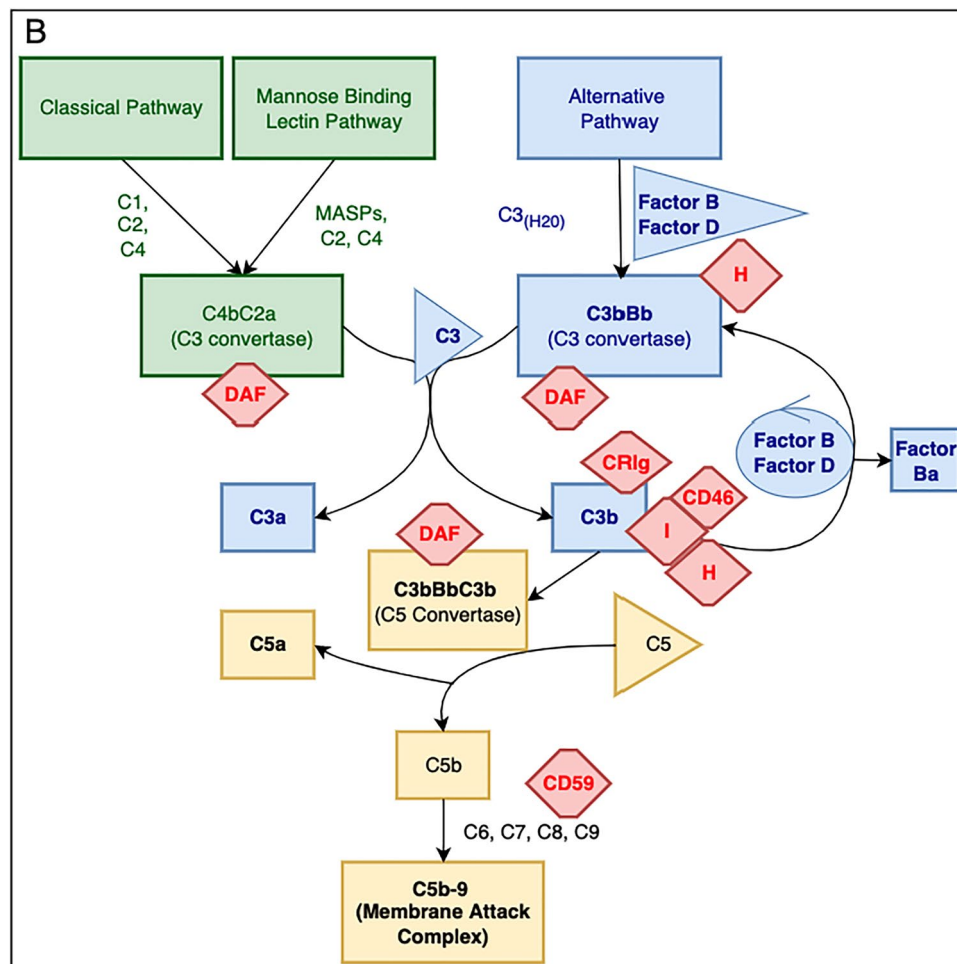 B
Classical Pathway
Mannose Binding
Lectin Pathway
Alternative
Pathway
C1,
C2,
C4
MASPs,
C2, C4
C3(H20)
Factor B
Factor D
H
C4bC2a
(C3 convertase)
C3
C3bBb
(C3 convertase)
DAF
DAF
Factor B
Factor D
Factor
Ba
CRIg
C3a
C3b
CD46
I
H
DAF
C3bBbC3b
(C5 Convertase)
C5a
C5
C5b
CD59
C6, C7, C8, C9
C5b-9
(Membrane Attack
Complex)